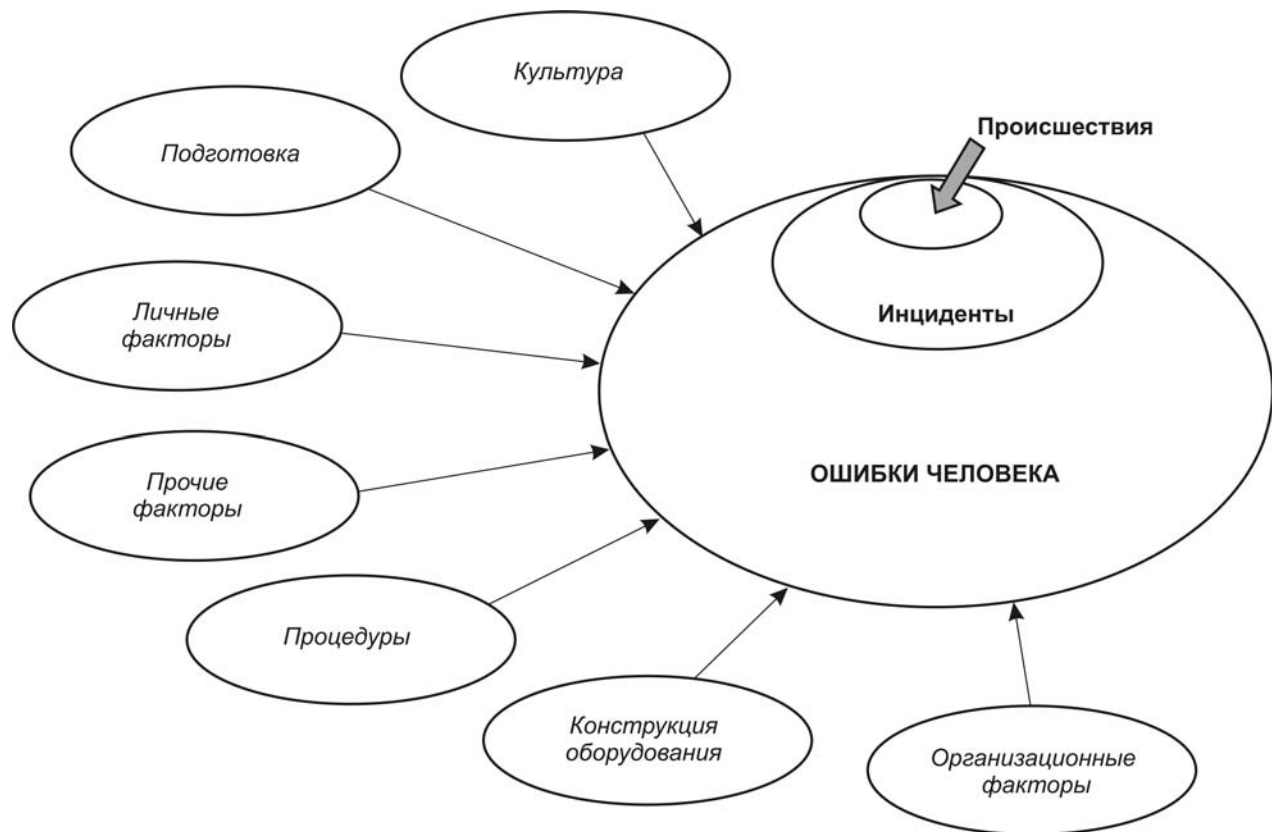 Культура
Происшествия
Подготовка
Личные
факторы
Инциденты
Прочие
факторы
ОШИБКИ ЧЕЛОВЕКА
Процедуры
Конструкция
оборудования
Организационные
факторы